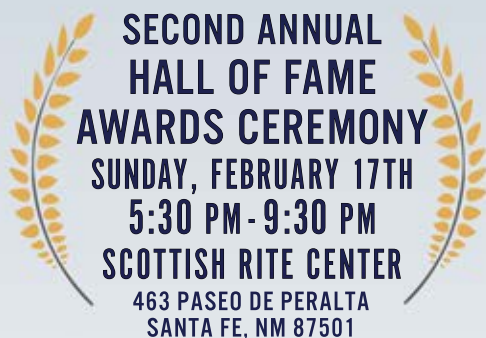 SECOND ANNUAL
HALL OF FAME
AWARDS CEREMONY
SUNDAY, FEBRUARY 17TH
5:30 PM - 9:30 PM
SCOTTISH RITE CENTER
463 PASEO DE PERALTA
SANTA FE, NM 87501